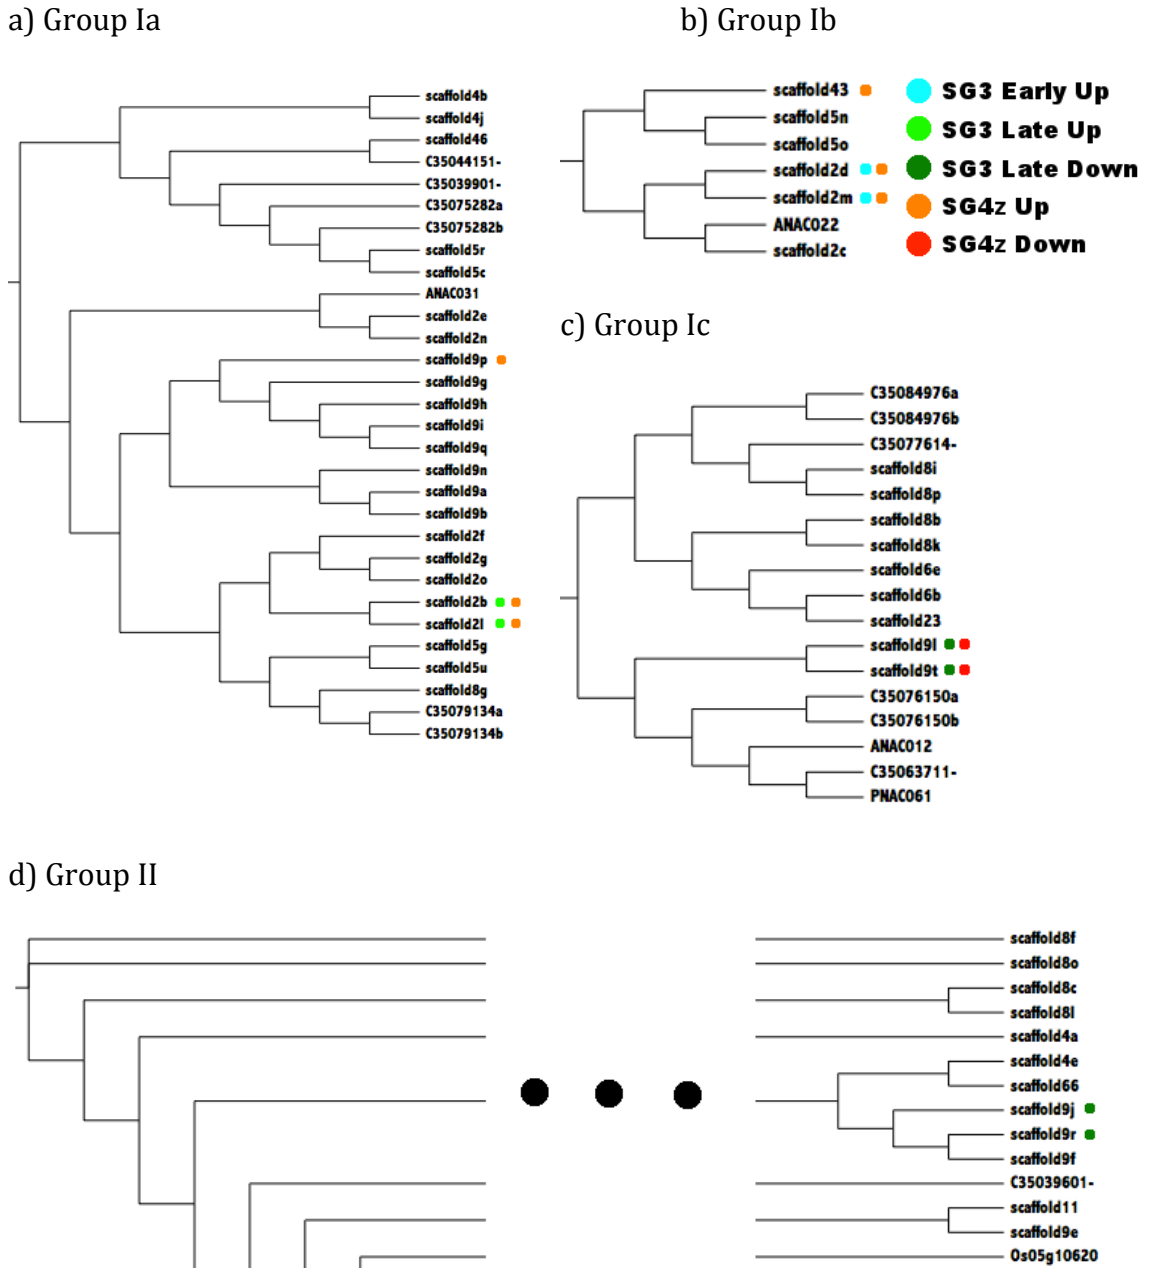 a) Group Ia
scaffold4b
scaffold4j
scaffold46
C35044151-
C35039901-
C35075282a
C35075282b
scaffold5r
scaffold5c
ANAC031
scaffold2e
scaffold2n
scaffold9p
scaffold9g
scaffold9h
scaffold9i
scaffold9q
scaffold9n
scaffold9a
scaffold9b
scaffold2f
scaffold2g
scaffold2o
scaffold2b
scaffold2l
scaffold5g
scaffold5u
scaffold8g
C35079134a
C35079134b
b) Group Ib
scaffold43
scaffold5n
scaffold5o
scaffold2d
scaffold2m
ANAC022
scaffold2c
SG3 Early Up
SG3 Late Up
SG3 Late Down
SG4z Up
SG4z Down
c) Group Ic
C35084976a
C35084976b
C35077614-
scaffold8i
scaffold8p
scaffold8b
scaffold8k
scaffold6e
scaffold6b
scaffold23
scaffold9l
scaffold9t
C35076150a
C35076150b
ANAC012
C35063711-
PNAC061
d) Group II
scaffold8f
scaffold8o
scaffold8c
scaffold8l
scaffold4a
scaffold4e
scaffold66
scaffold9j
scaffold9r
scaffold9f
C35039601-
scaffold11
scaffold9e
Os05g10620